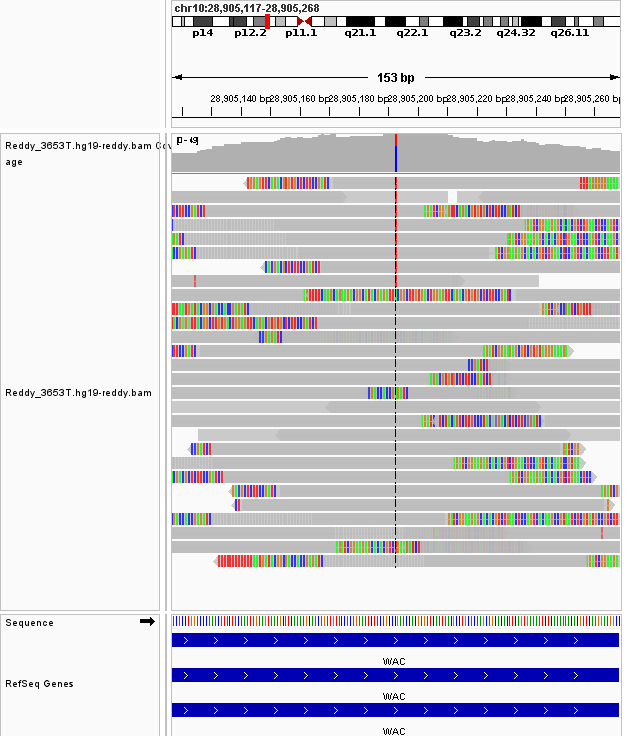 chr10:28,905,117-28,905,268
p14 p12.2 p11.1 q21.1 q22.1 q23.2 q24.32 q26.11
153 bp
28,905,140 bp 28,905,160 bp 28,905,180 bp 28,905,200 bp 28,905,220 bp 28,905,240 bp 28,905,260 bp
Reddy_3653T.hg19-reddy.bam Cov
age
Reddy_3653T.hg19-reddy.bam
Sequence
WAC
RefSeq Genes
WAC
WAC